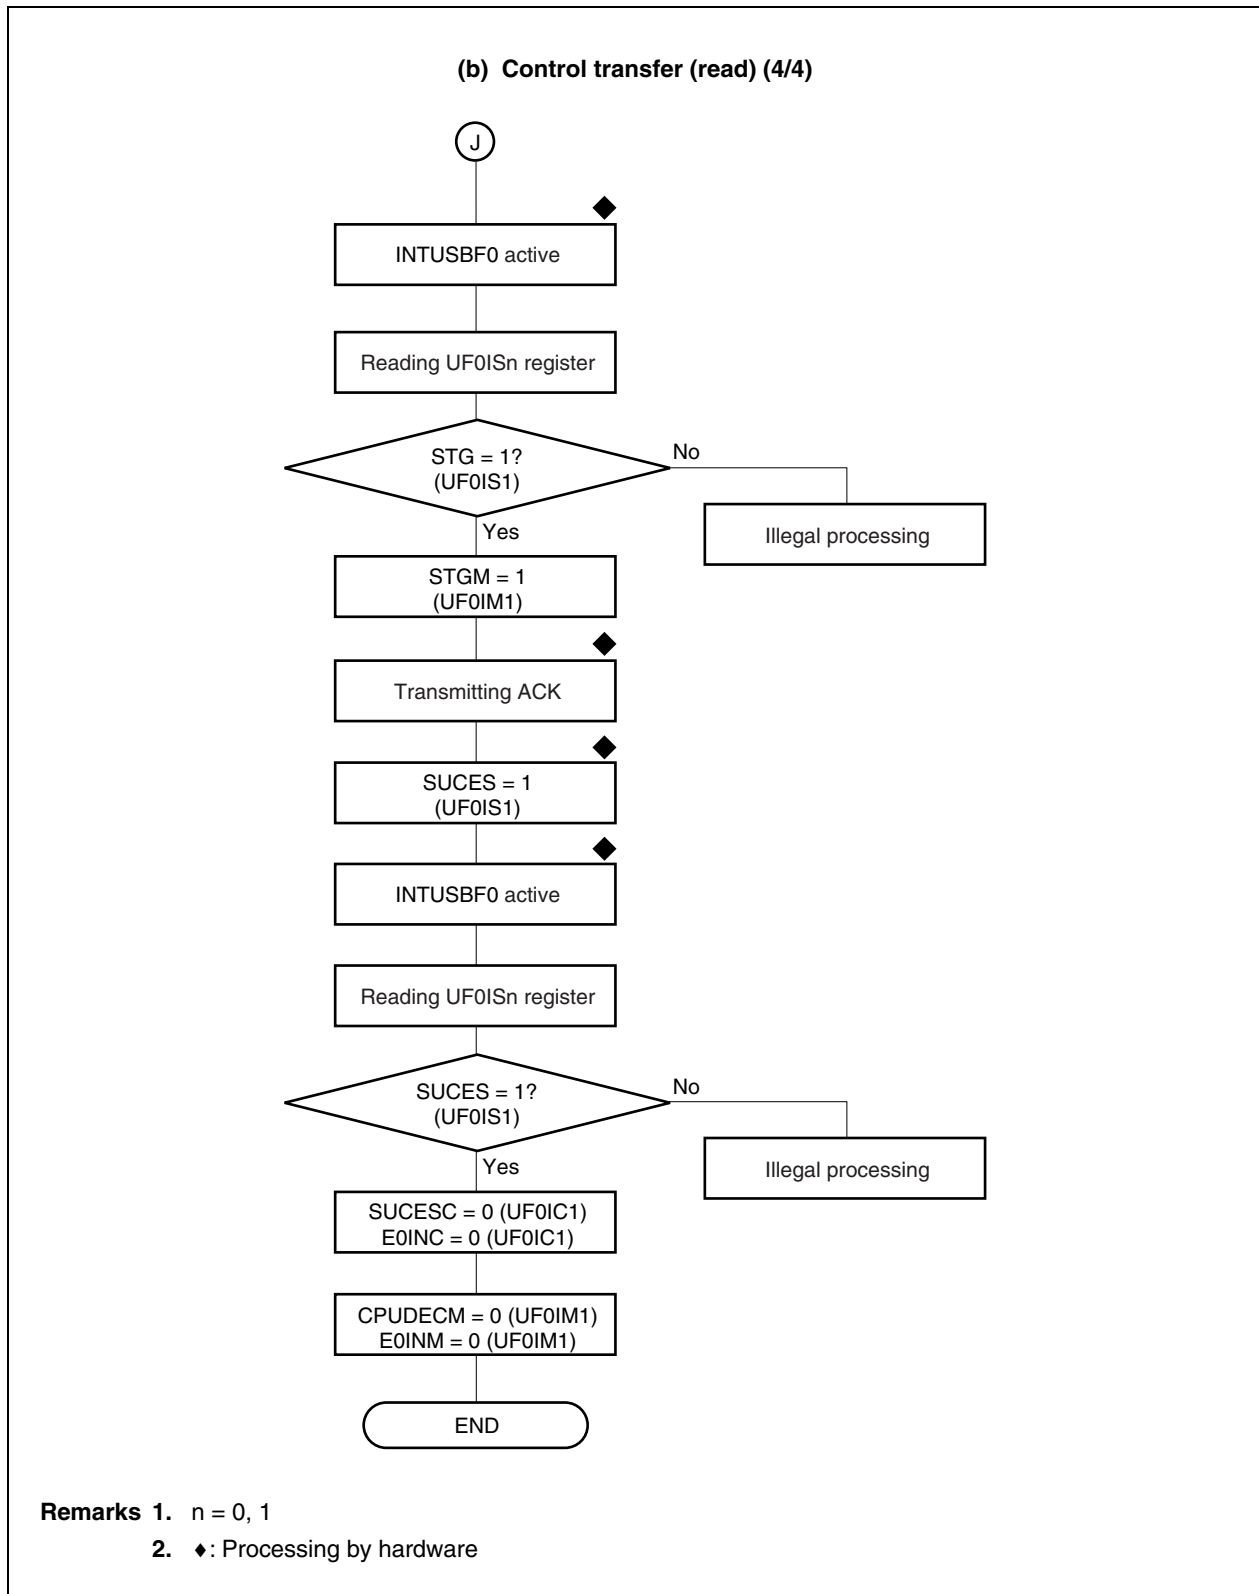 (b) Control transfer (read) (4/4)
J
INTUSBF0 active
Reading UF0ISn register
STG = 1?
(UF0IS1)
No
Illegal processing
Yes
STGM = 1
(UF0IM1)
Transmitting ACK
SUCES = 1
(UF0IS1)
INTUSBF0 active
Reading UF0ISn register
SUCES = 1?
(UF0IS1)
No
Illegal processing
Yes
SUCESC = 0 (UF0IC1)
E0INC = 0 (UF0IC1)
CPUDECM = 0 (UF0IM1)
E0INM = 0 (UF0IM1)
END
Remarks 1. n = 0, 1
2. ♦: Processing by hardware